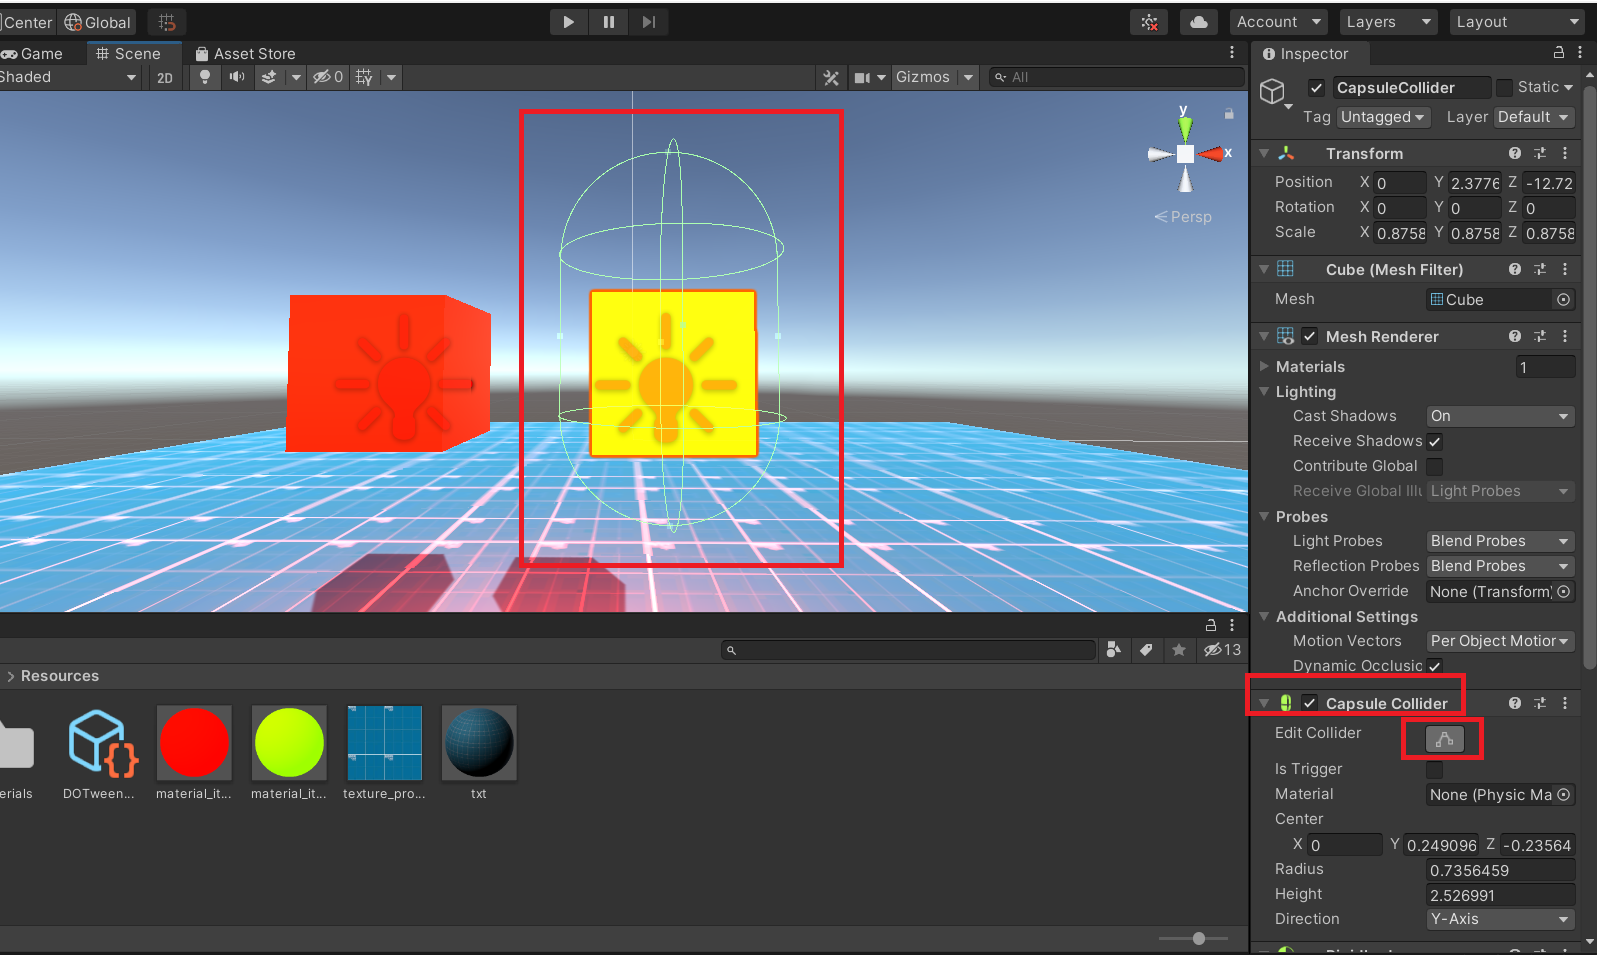 Center Global Account Layers Layout
Game Scene Asset Store Inspector
Shaded 2D 0 Gizmos All
CapsuleCollider Static
Tag Untagged Layer Default
y
x
Persp
Transform
Position X 0 Y 2.3776 Z -12.72
Rotation X 0 Y 0 Z 0
Scale X 0.8758 Y 0.8758 Z 0.8758
Cube (Mesh Filter)
Mesh Cube
Mesh Renderer
Materials 1
Lighting
Cast Shadows On
Receive Shadows
Contribute Global
Receive Global Illu Light Probes
Probes
Light Probes Blend Probes
Reflection Probes Blend Probes
Anchor Override None (Transform)
Additional Settings
Motion Vectors Per Object Motion
Dynamic Occlusic
13
Resources
Capsule Collider
Edit Collider
Is Trigger
Material None (Physic Ma
Center
X 0 Y 0.249096 Z -0.23564
Radius 0.7356459
Height 2.526991
Direction Y-Axis
erials DOTween... material_it... material_it... texture_pro... txt